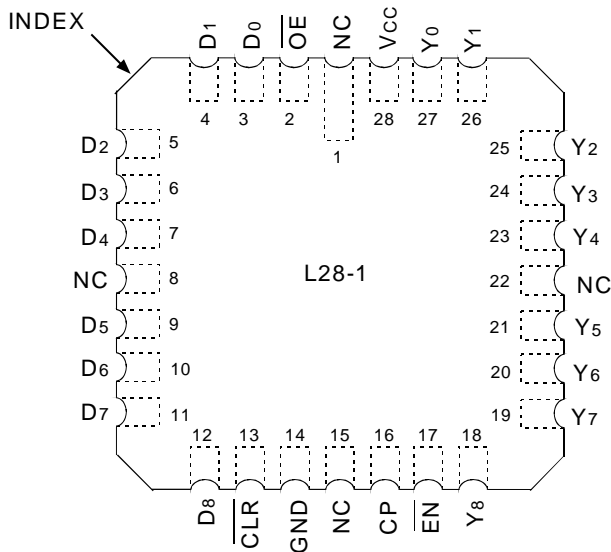 INDEX
D1 D0 OE NC VCC Y0 Y1
4 3 2 28 27 26
1
D2 5 25 Y2
D3 6 24 Y3
D4 7 23 Y4
NC 8 L28-1 22 NC
D5 9 21 Y5
D6 10 20 Y6
D7 11 19 Y7
12 13 14 15 16 17 18
D8 CLR GND NC CP EN Y8